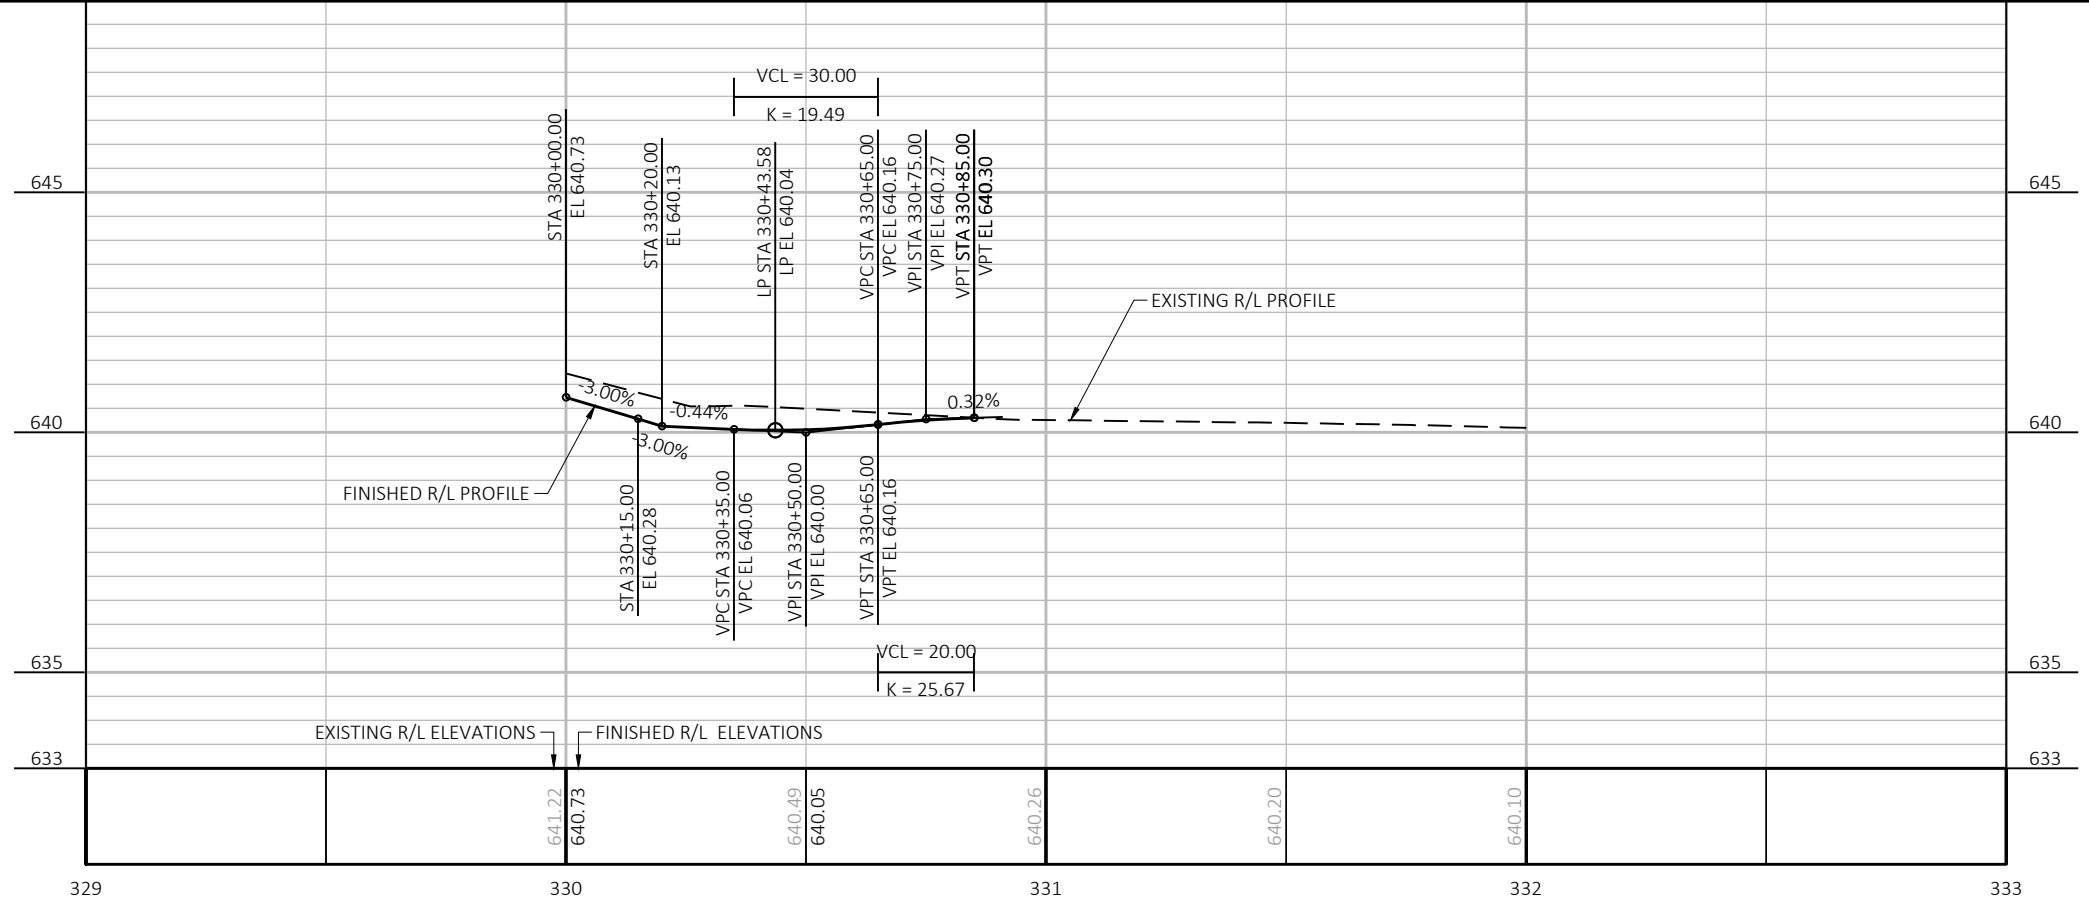 VCL = 30.00
K = 19.49
STA 330+00.00
EL 640.73
STA 330+20.00
EL 640.13
LP STA 330+43.58
LP EL 640.04
VPC STA 330+65.00
VPC EL 640.16
VPI STA 330+75.00
VPI EL 640.27
VPT STA 330+85.00
VPT EL 640.30
645
645
EXISTING R/L PROFILE
-3.00%
-0.44%
0.32%
640
640
-3.00%
FINISHED R/L PROFILE
STA 330+15.00
EL 640.28
VPC STA 330+35.00
VPC EL 640.06
VPI STA 330+50.00
VPI EL 640.00
VPT STA 330+65.00
VPT EL 640.16
VCL = 20.00
K = 25.67
635
635
EXISTING R/L ELEVATIONS
FINISHED R/L ELEVATIONS
633
633
641.22
640.73
640.49
640.05
640.26
640.20
640.10
329
330
331
332
333